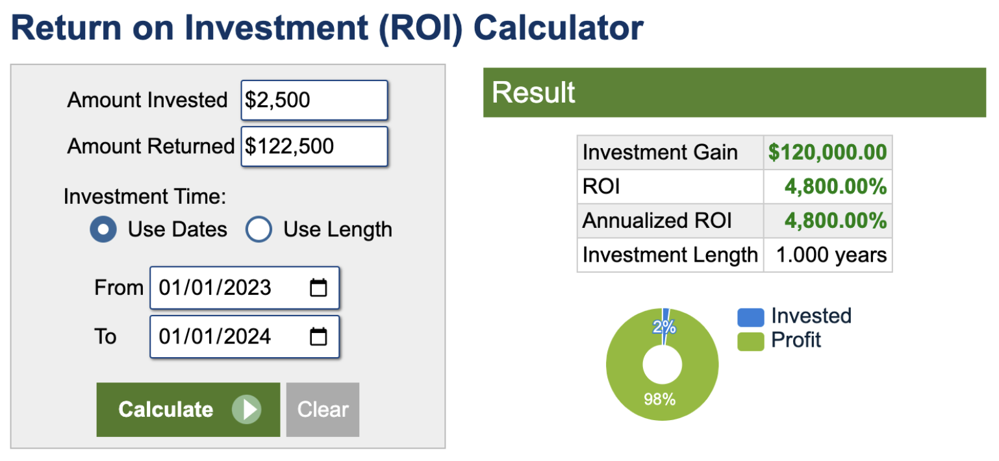 Return on Investment (ROI) Calculator
Amount Invested $2,500
Amount Returned $122,500
Investment Time:
Use Dates Use Length
From 01/01/2023
To 01/01/2024
Calculate Clear
Result
Investment Gain $120,000.00
ROI 4,800.00%
Annualized ROI 4,800.00%
Investment Length 1.000 years
2%
98%
Invested
Profit